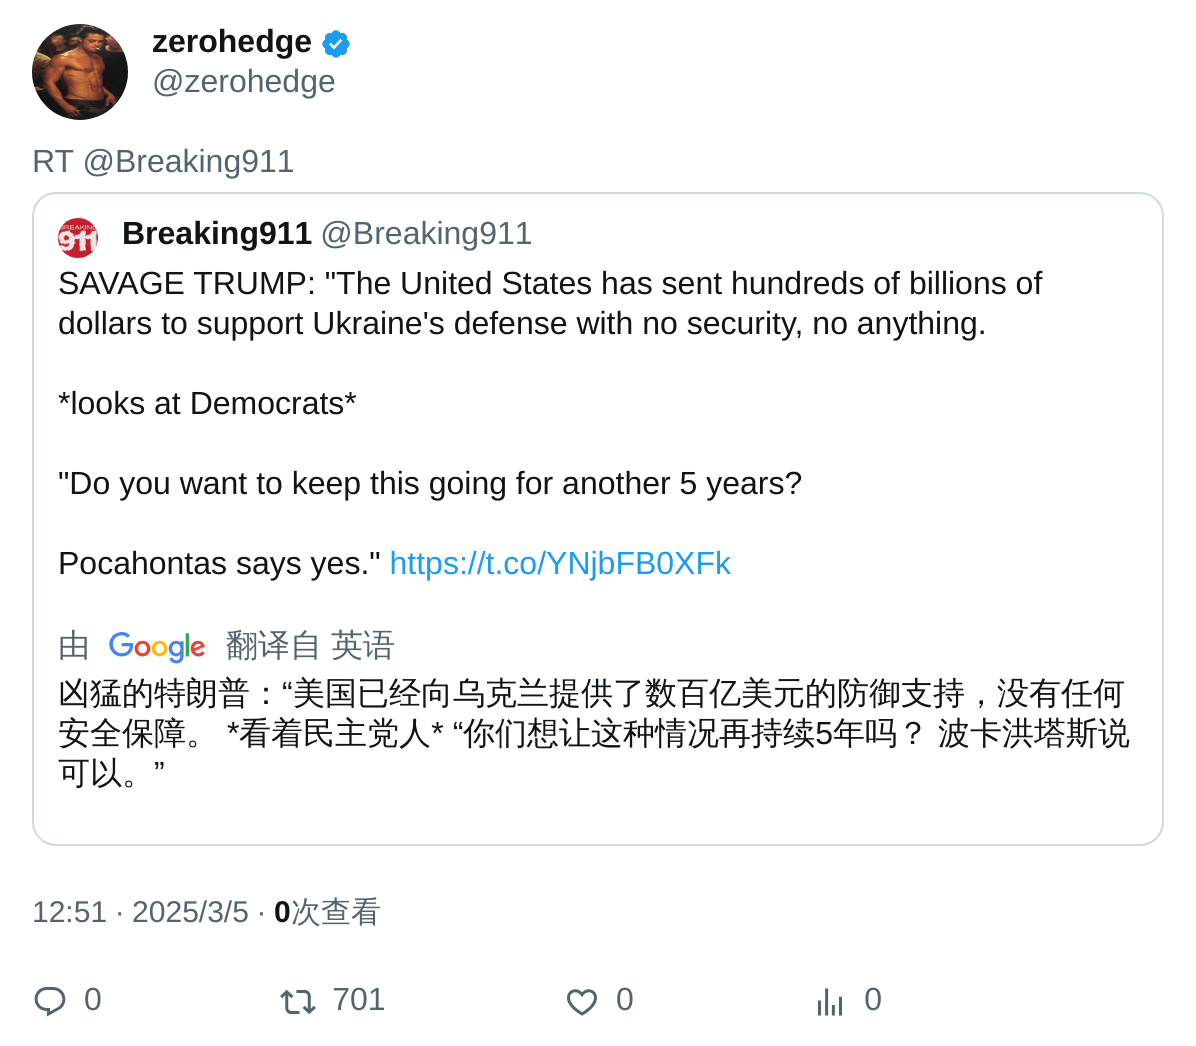 zerohedge
@zerohedge
RT @Breaking911
BREAKING
911
Breaking911 @Breaking911
SAVAGE TRUMP: "The United States has sent hundreds of billions of
dollars to support Ukraine's defense with no security, no anything.
*looks at Democrats*
"Do you want to keep this going for another 5 years?
Pocahontas says yes." https://t.co/YNjbFB0XFk
由 Google 翻译自 英语
凶猛的特朗普：“美国已经向乌克兰提供了数百亿美元的防御支持，没有任何
安全保障。 *看着民主党人* “你们想让这种情况再持续5年吗？ 波卡洪塔斯说
可以。”
12:51 · 2025/3/5 · 0次查看
0 701 0 0